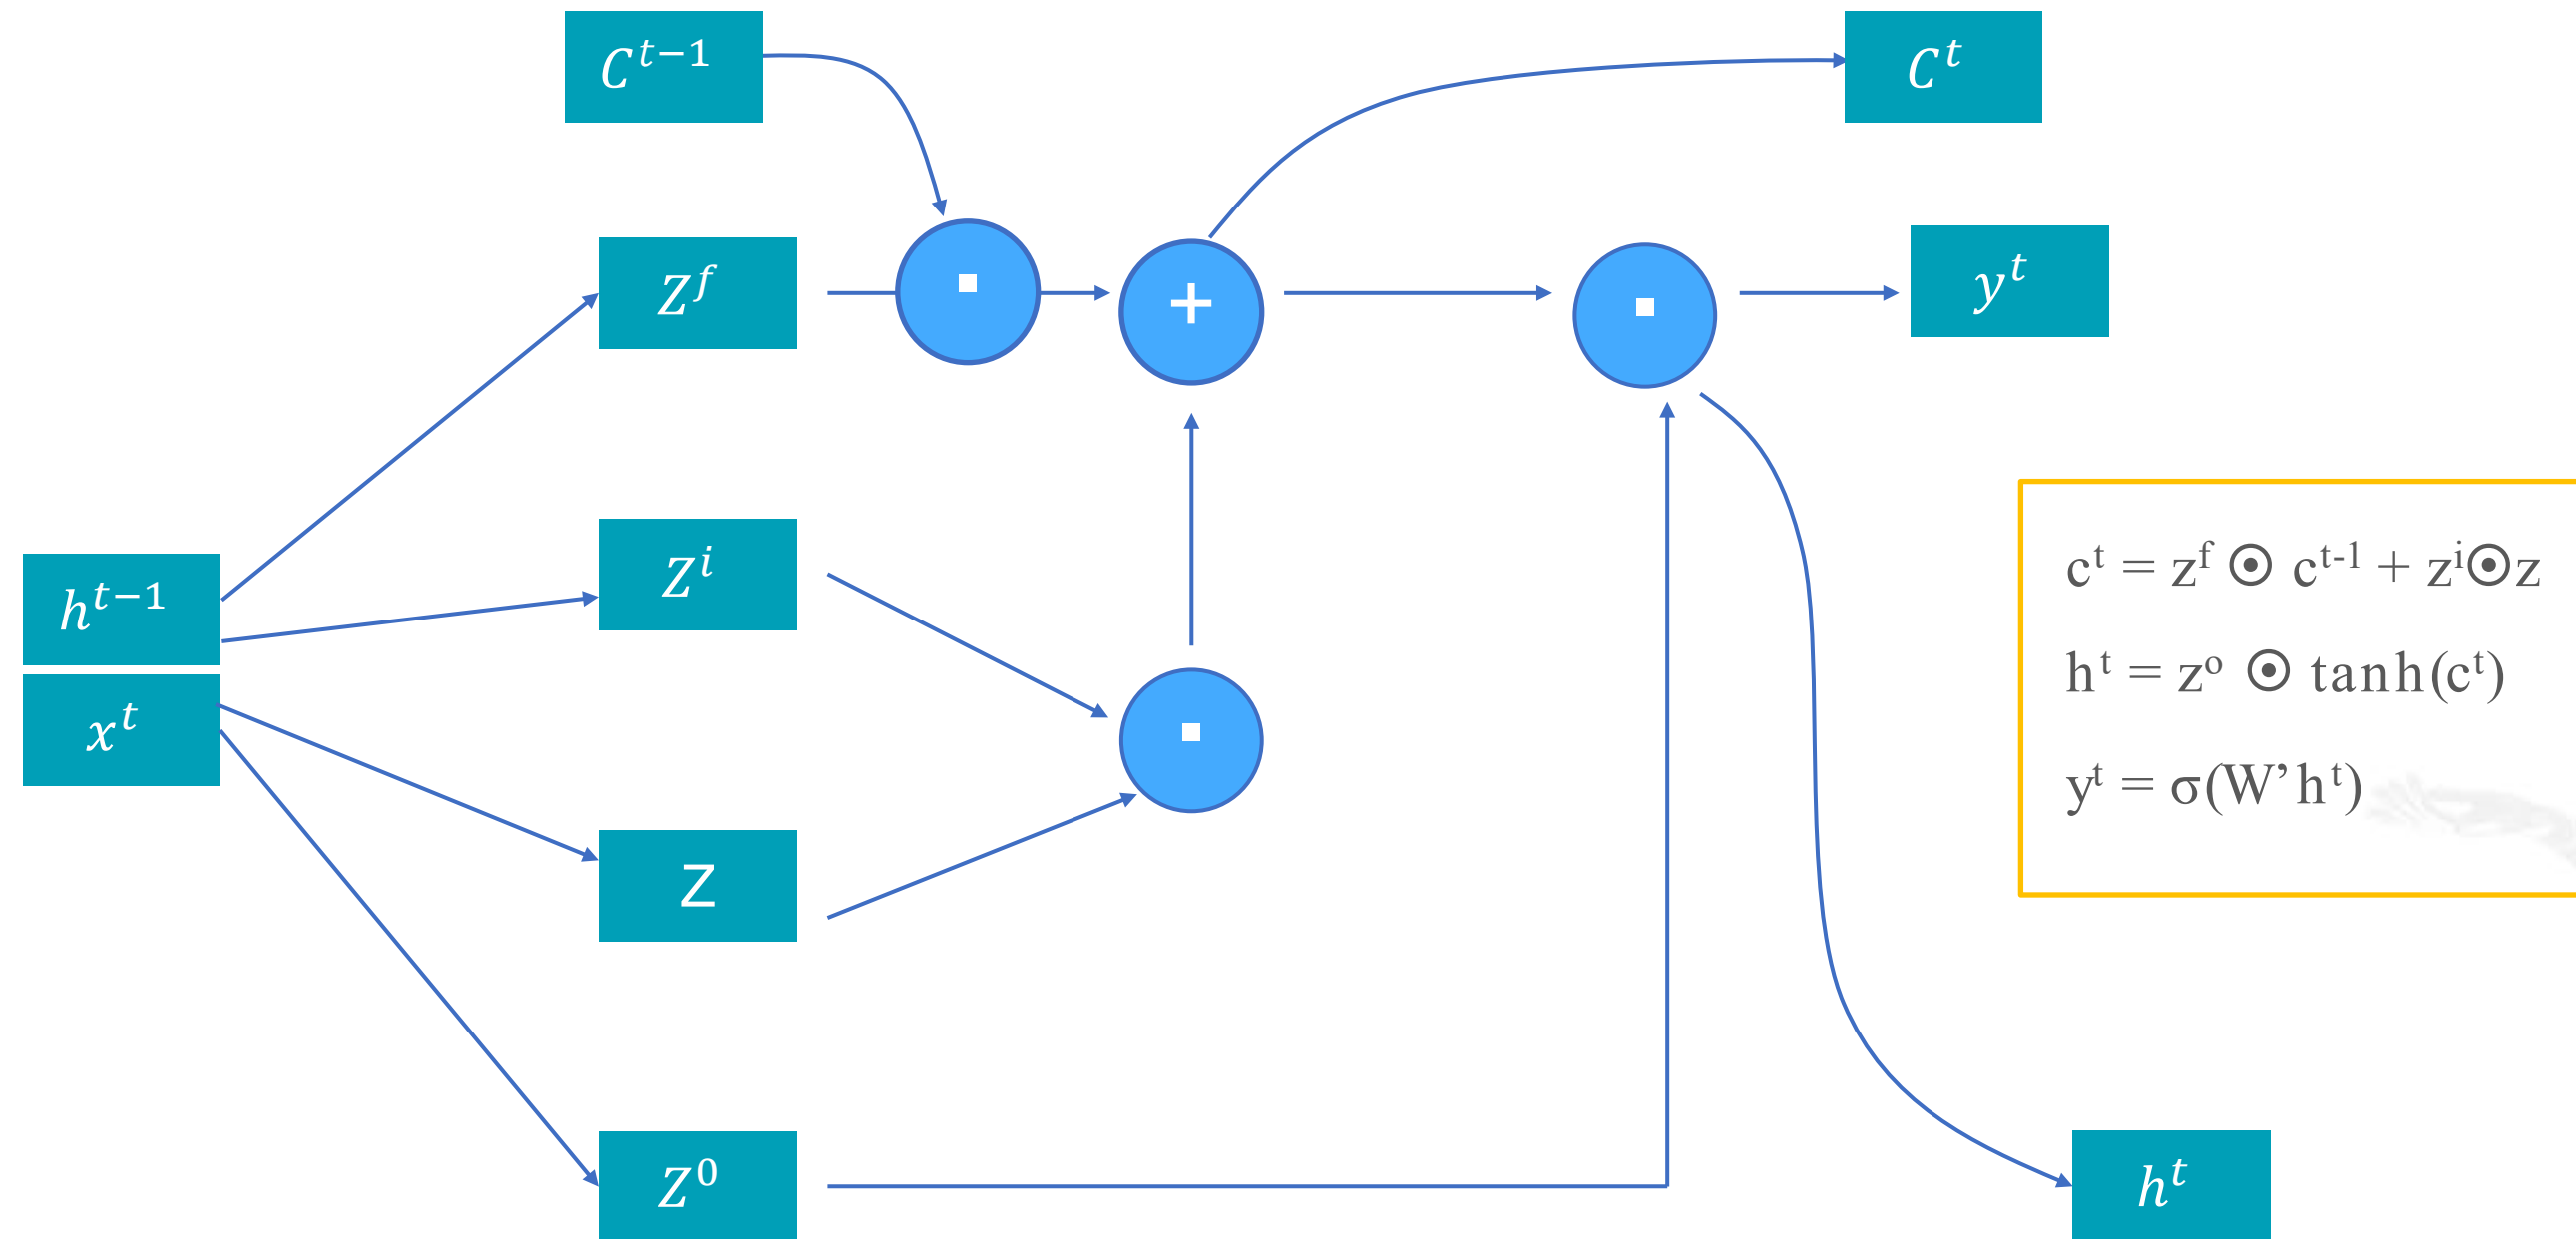 C^{t-1}
C^t
Z^f
▪
+
▪
y^t
Z^i
h^{t-1}
x^t
▪
Z
Z^0
h^t
c^t = z^f ⊙ c^{t-1} + z^i⊙z
h^t = z^o ⊙ tanh(c^t)
y^t = σ(W’h^t)